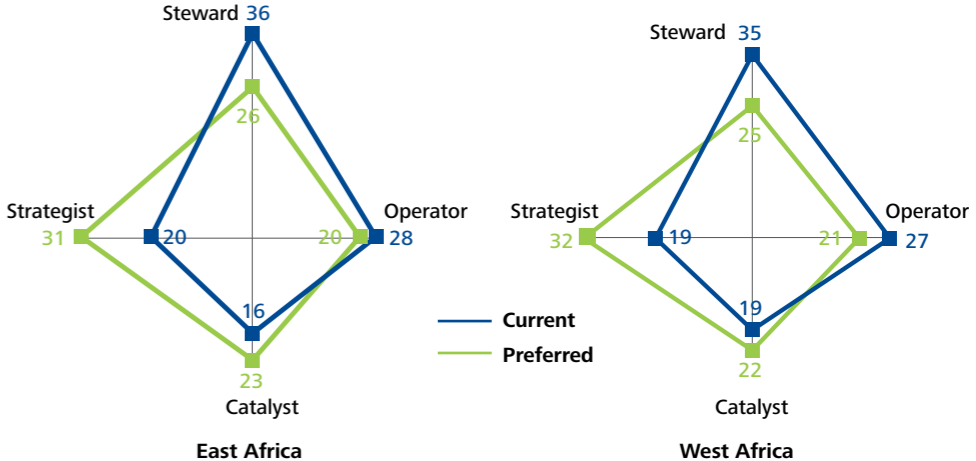 Steward 36
26
Strategist
Operator
31
20
20
28
16
23
Catalyst
East Africa
Current
Preferred
Steward
35
25
Strategist
Operator
32
19
21
27
19
22
Catalyst
West Africa